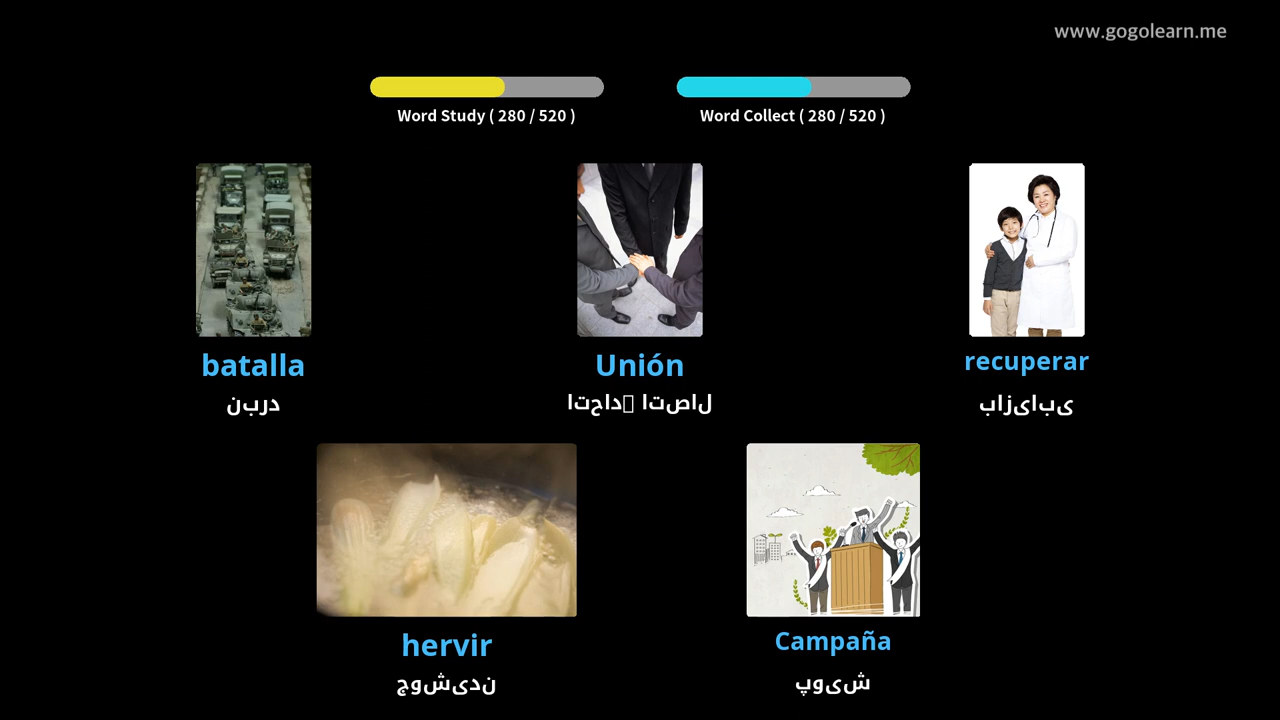 www.gogolearn.me
Word Study ( 280 / 520 )
Word Collect ( 280 / 520 )
batalla
دربن
Unión
لاصتا □داحتا
recuperar
یبایزاب
hervir
ندیشوج
Campaña
شیوپ